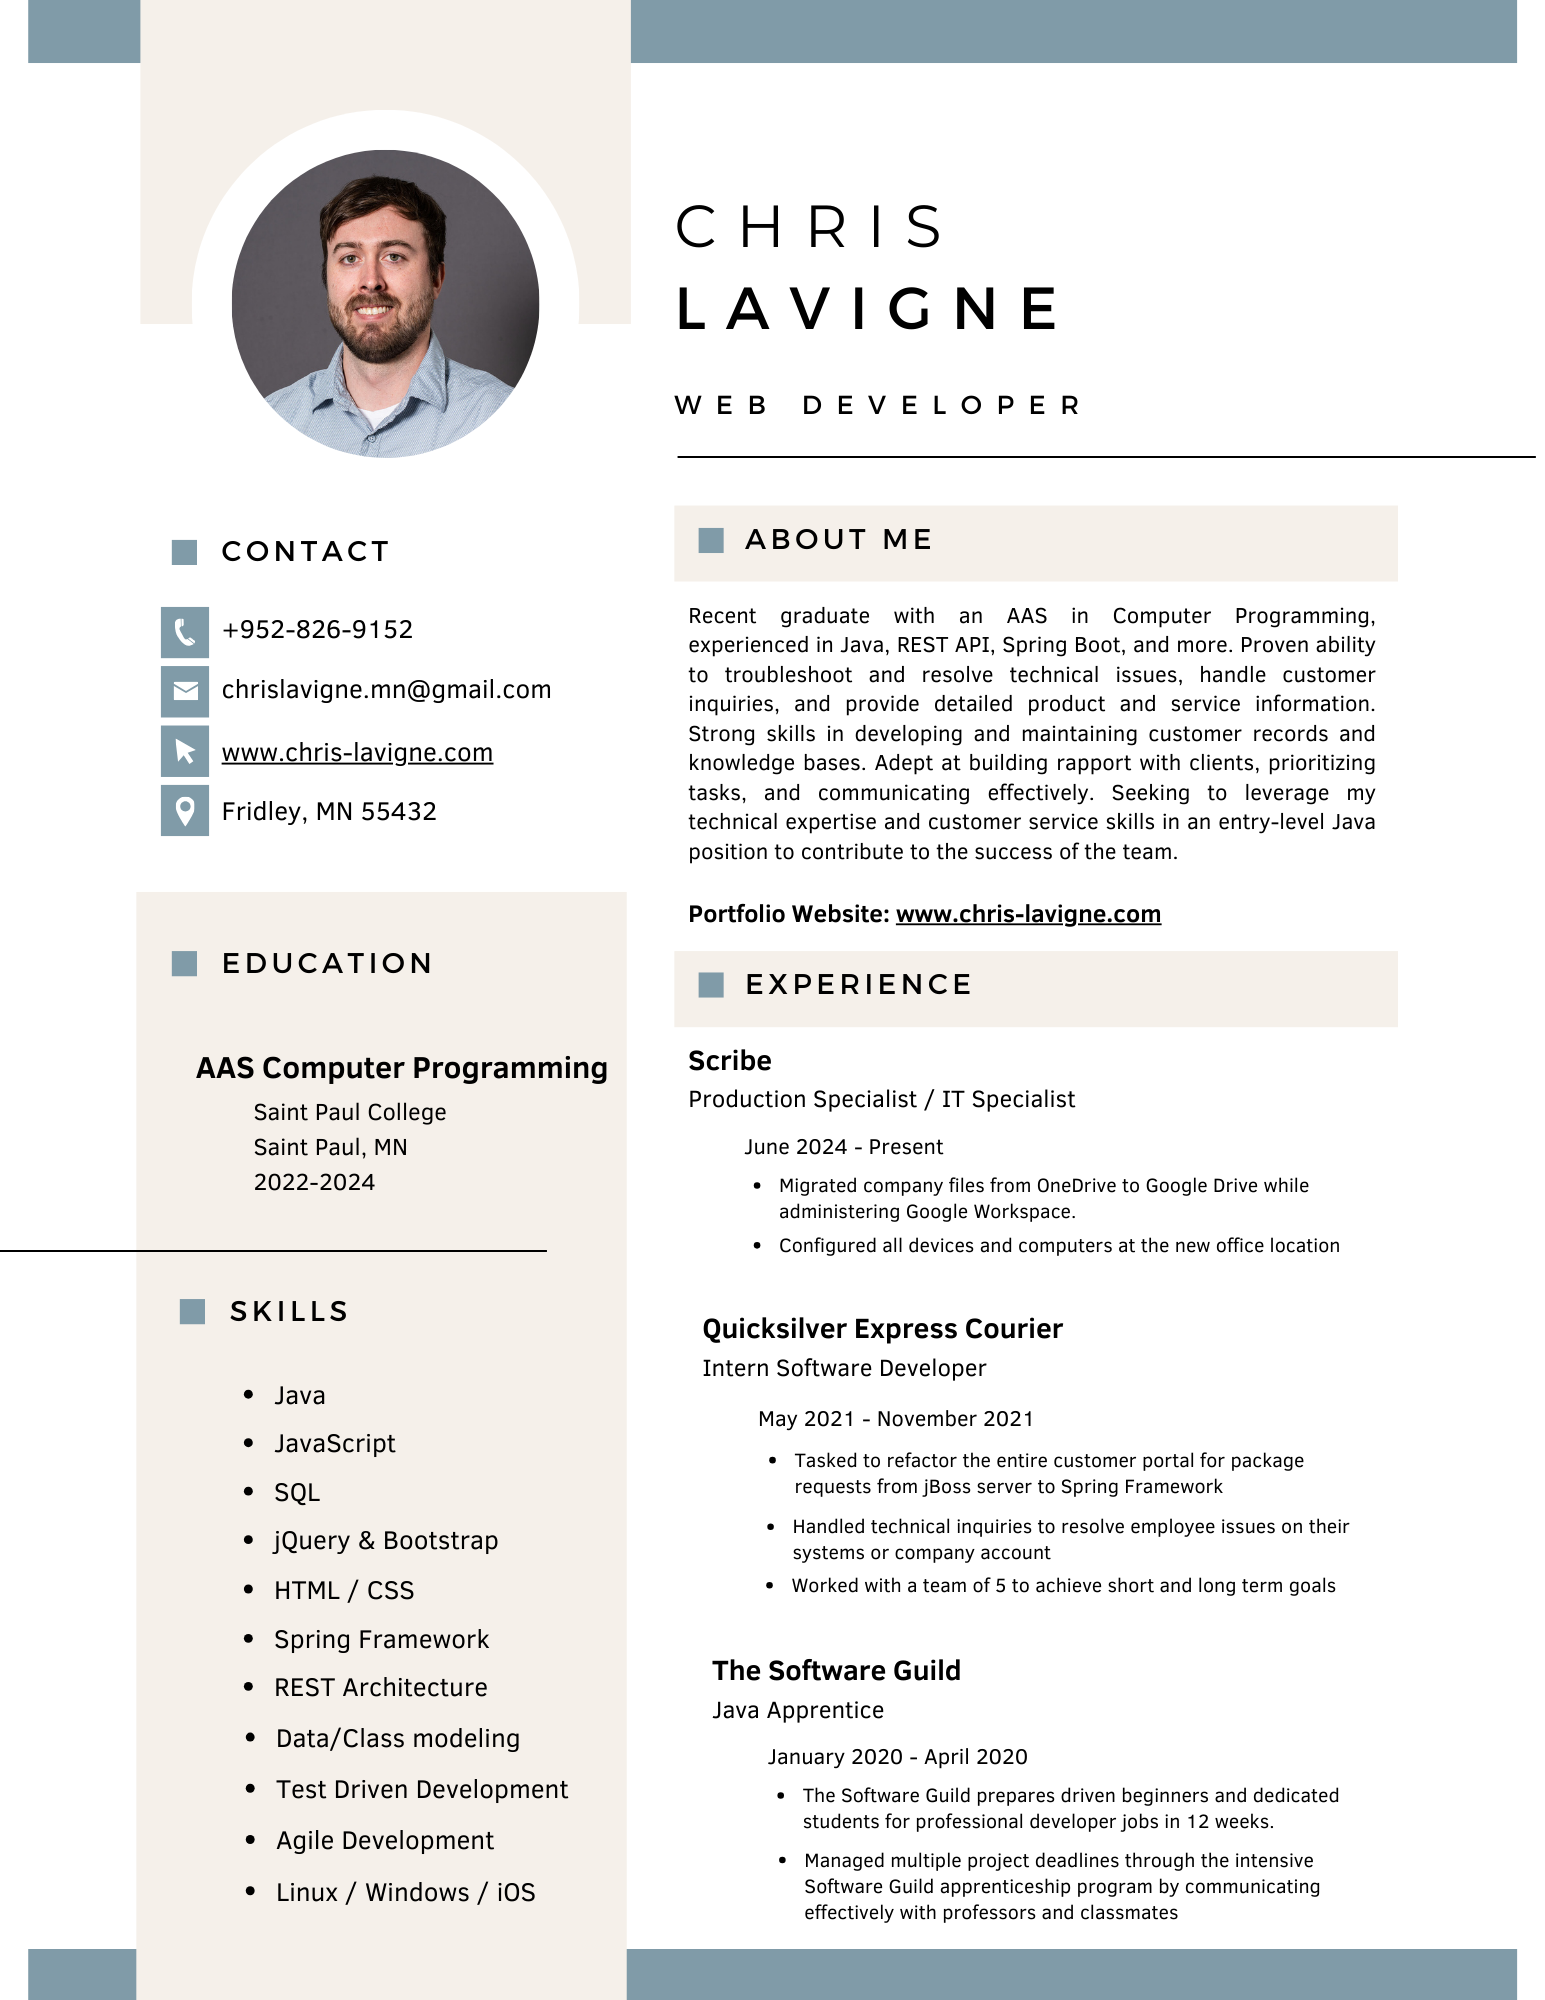 CHRIS
LAVIGNE
WEB DEVELOPER
CONTACT
+952-826-9152
chrislavigne.mn@gmail.com
www.chris-lavigne.com
Fridley, MN 55432
EDUCATION
AAS Computer Programming
Saint Paul College
Saint Paul, MN
2022-2024
SKILLS
• Java
• JavaScript
• SQL
• jQuery & Bootstrap
• HTML / CSS
• Spring Framework
• REST Architecture
• Data/Class modeling
• Test Driven Development
• Agile Development
• Linux / Windows / iOS
ABOUT ME
Recent graduate with an AAS in Computer Programming,
experienced in Java, REST API, Spring Boot, and more. Proven ability
to troubleshoot and resolve technical issues, handle customer
inquiries, and provide detailed product and service information.
Strong skills in developing and maintaining customer records and
knowledge bases. Adept at building rapport with clients, prioritizing
tasks, and communicating effectively. Seeking to leverage my
technical expertise and customer service skills in an entry-level Java
position to contribute to the success of the team.
Portfolio Website: www.chris-lavigne.com
EXPERIENCE
Scribe
Production Specialist / IT Specialist
June 2024 - Present
• Migrated company files from OneDrive to Google Drive while
administering Google Workspace.
• Configured all devices and computers at the new office location
Quicksilver Express Courier
Intern Software Developer
May 2021 - November 2021
• Tasked to refactor the entire customer portal for package
requests from jBoss server to Spring Framework
• Handled technical inquiries to resolve employee issues on their
systems or company account
• Worked with a team of 5 to achieve short and long term goals
The Software Guild
Java Apprentice
January 2020 - April 2020
• The Software Guild prepares driven beginners and dedicated
students for professional developer jobs in 12 weeks.
• Managed multiple project deadlines through the intensive
Software Guild apprenticeship program by communicating
effectively with professors and classmates